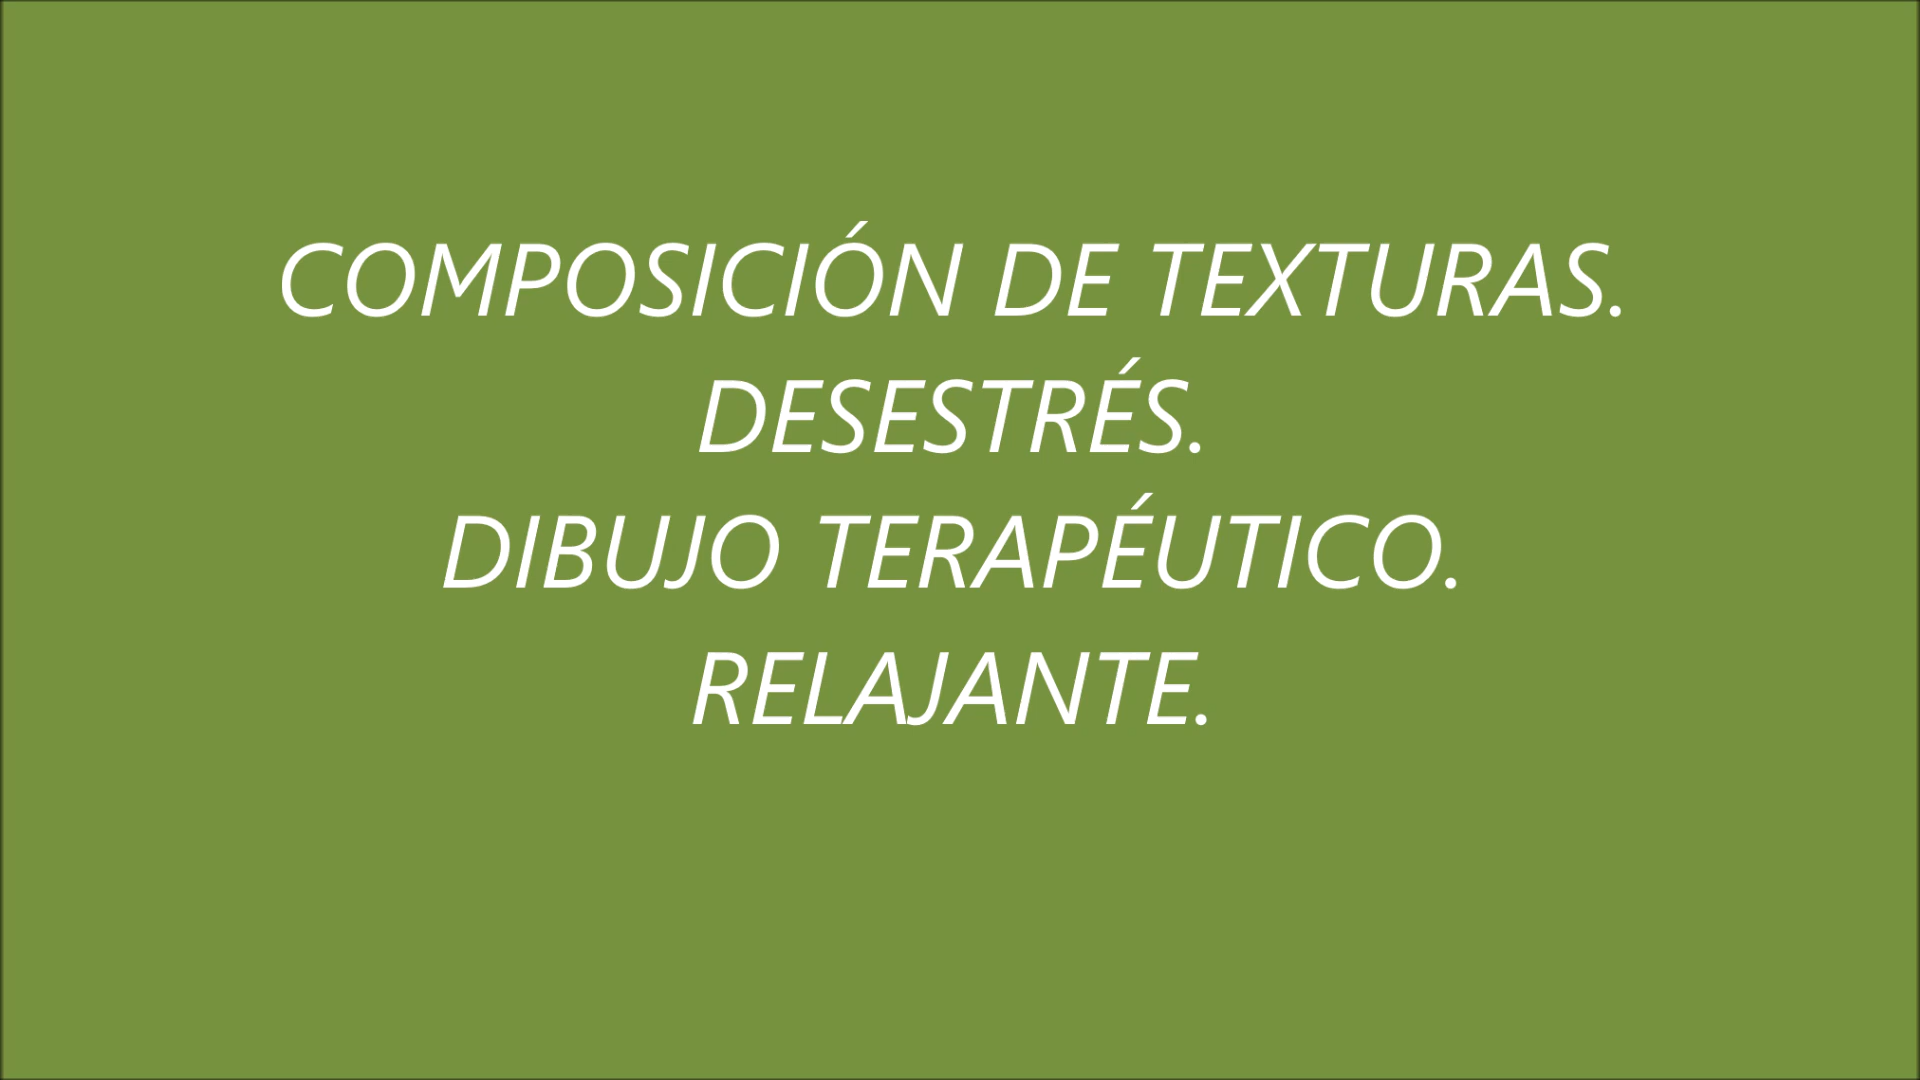 COMPOSICIÓN DE TEXTURAS.
DESESTRÉS.
DIBUJO TERAPÉUTICO.
RELAJANTE.